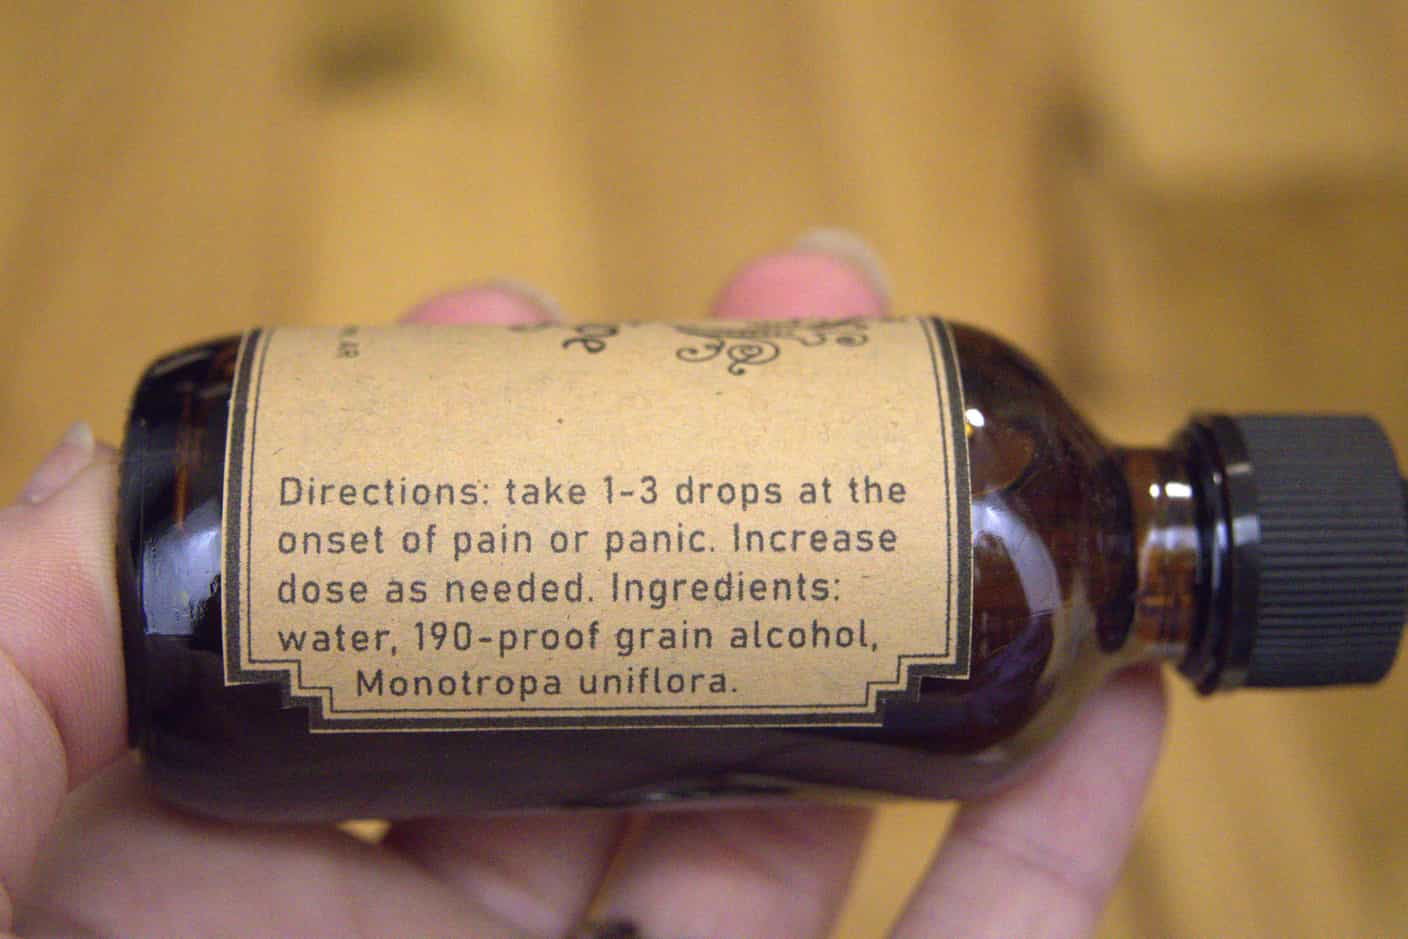 Directions: take 1-3 drops at the
onset of pain or panic. Increase
dose as needed. Ingredients:
water, 190-proof grain alcohol,
Monotropa uniflora.